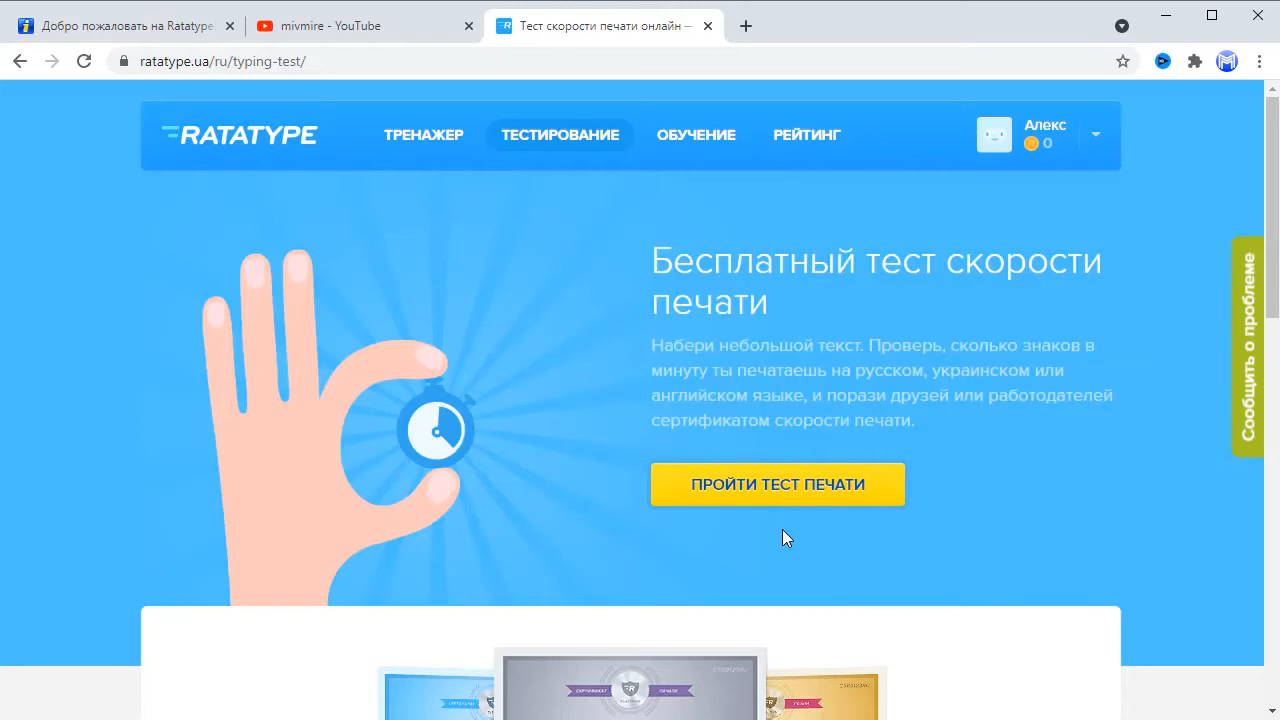 Добро пожаловать на Ratatype
mivmire - YouTube
Тест скорости печати онлайн —
ratatype.ua/ru/typing-test/
RATATYPE
ТРЕНАЖЕР
ТЕСТИРОВАНИЕ
ОБУЧЕНИЕ
РЕЙТИНГ
Алекс
0
Бесплатный тест скорости
печати
Набери небольшой текст. Проверь, сколько знаков в
минуту ты печатаешь на русском, украинском или
английском языке, и порази друзей или работодателей
сертификатом скорости печати.
ПРОЙТИ ТЕСТ ПЕЧАТИ
Сообщить о проблеме
СЕРТИФИКАТ
ПЕЧАТИ